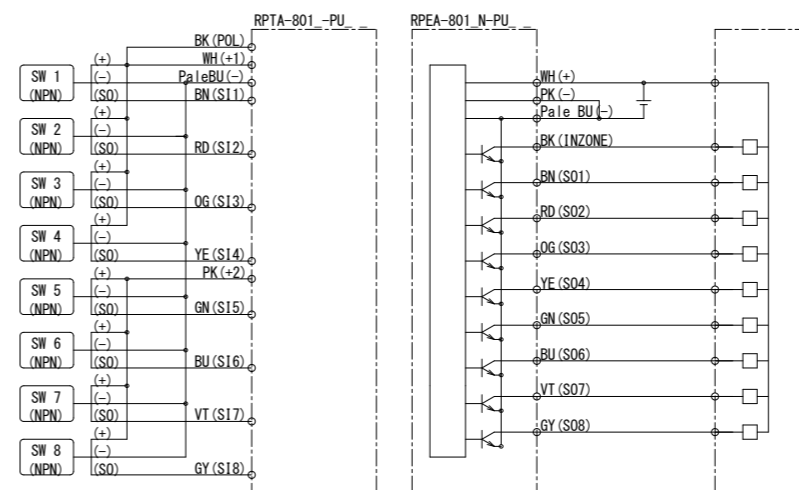 RPTA-801_-PU_ _
RPEA-801_N-PU_ _
BK(POL)
(+)
WH(+1)
SW 1
(-)
PaleBU(-)
(NPN)
(SO)
BN(SI1)
(+)
SW 2
(-)
(NPN)
(SO)
RD(SI2)
(+)
SW 3
(-)
(NPN)
(SO)
OG(SI3)
(+)
SW 4
(-)
(NPN)
(SO)
YE(SI4)
(+)
PK(+2)
SW 5
(-)
(NPN)
(SO)
GN(SI5)
(+)
SW 6
(-)
(NPN)
(SO)
BU(SI6)
(+)
SW 7
(-)
(NPN)
(SO)
VT(SI7)
(+)
SW 8
(-)
(NPN)
(SO)
GY(SI8)
WH(+)
PK(-)
Pale BU(-)
BK(INZONE)
BN(SO1)
RD(SO2)
OG(SO3)
YE(SO4)
GN(SO5)
BU(SO6)
VT(SO7)
GY(SO8)